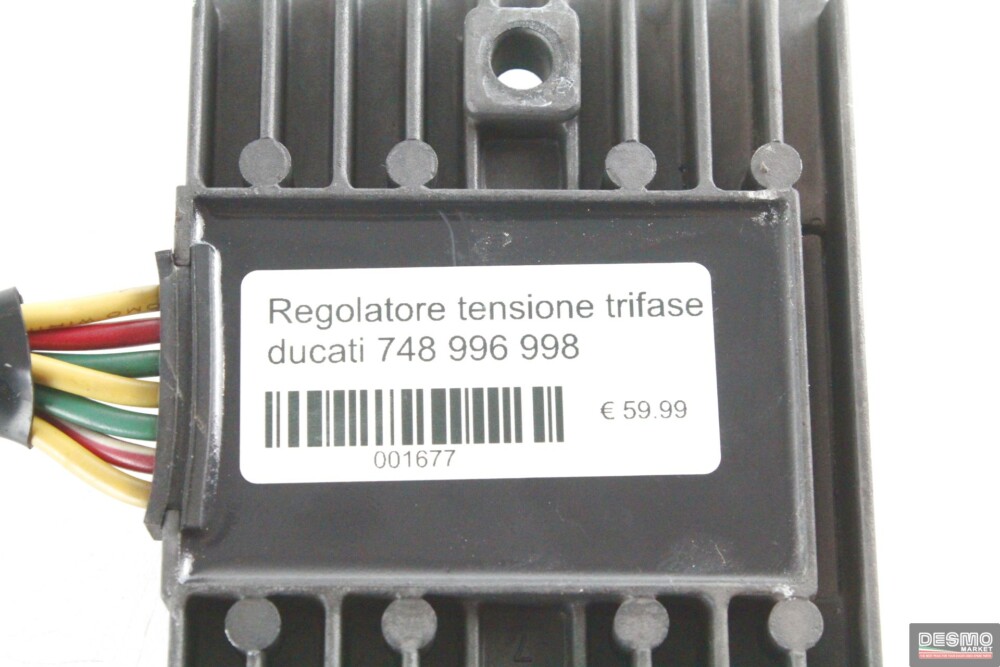 Regolatore tensione trifase
ducati 748 996 998
€ 59.99
001677
DESMO
MARKET